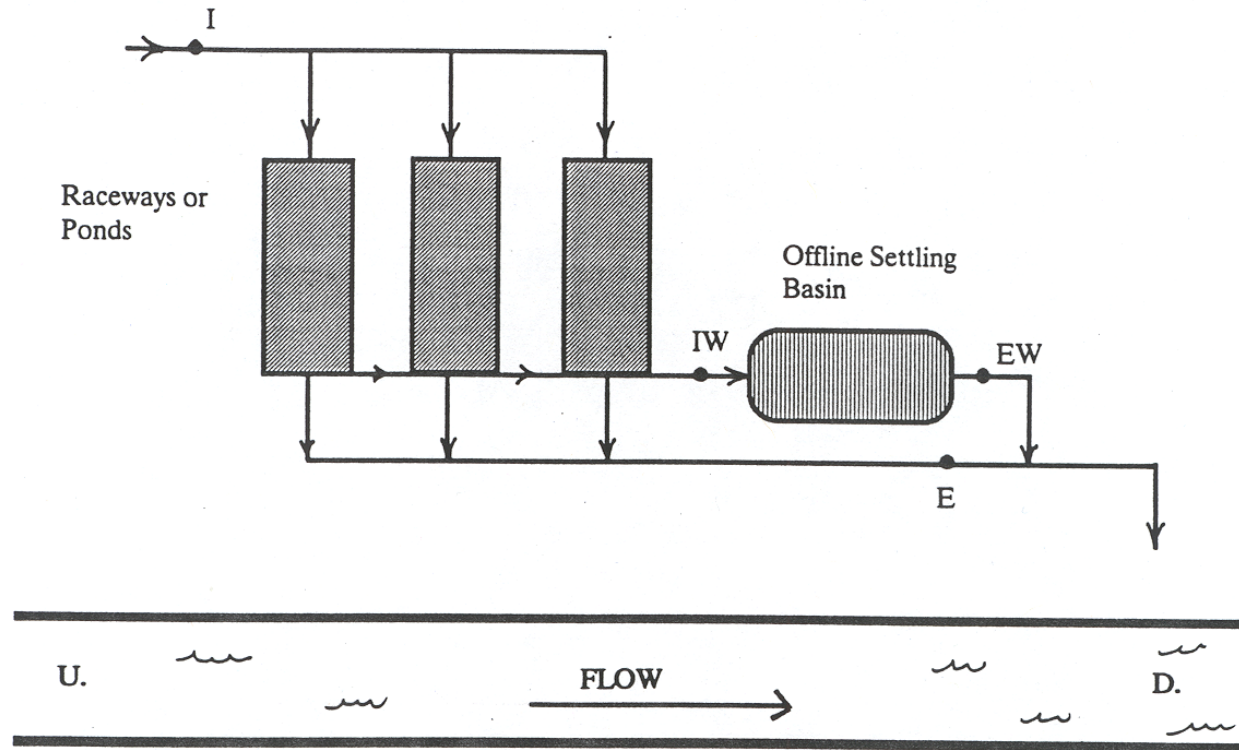 I
Raceways or
Ponds
Offline Settling
Basin
IW
EW
E
U.
FLOW
D.